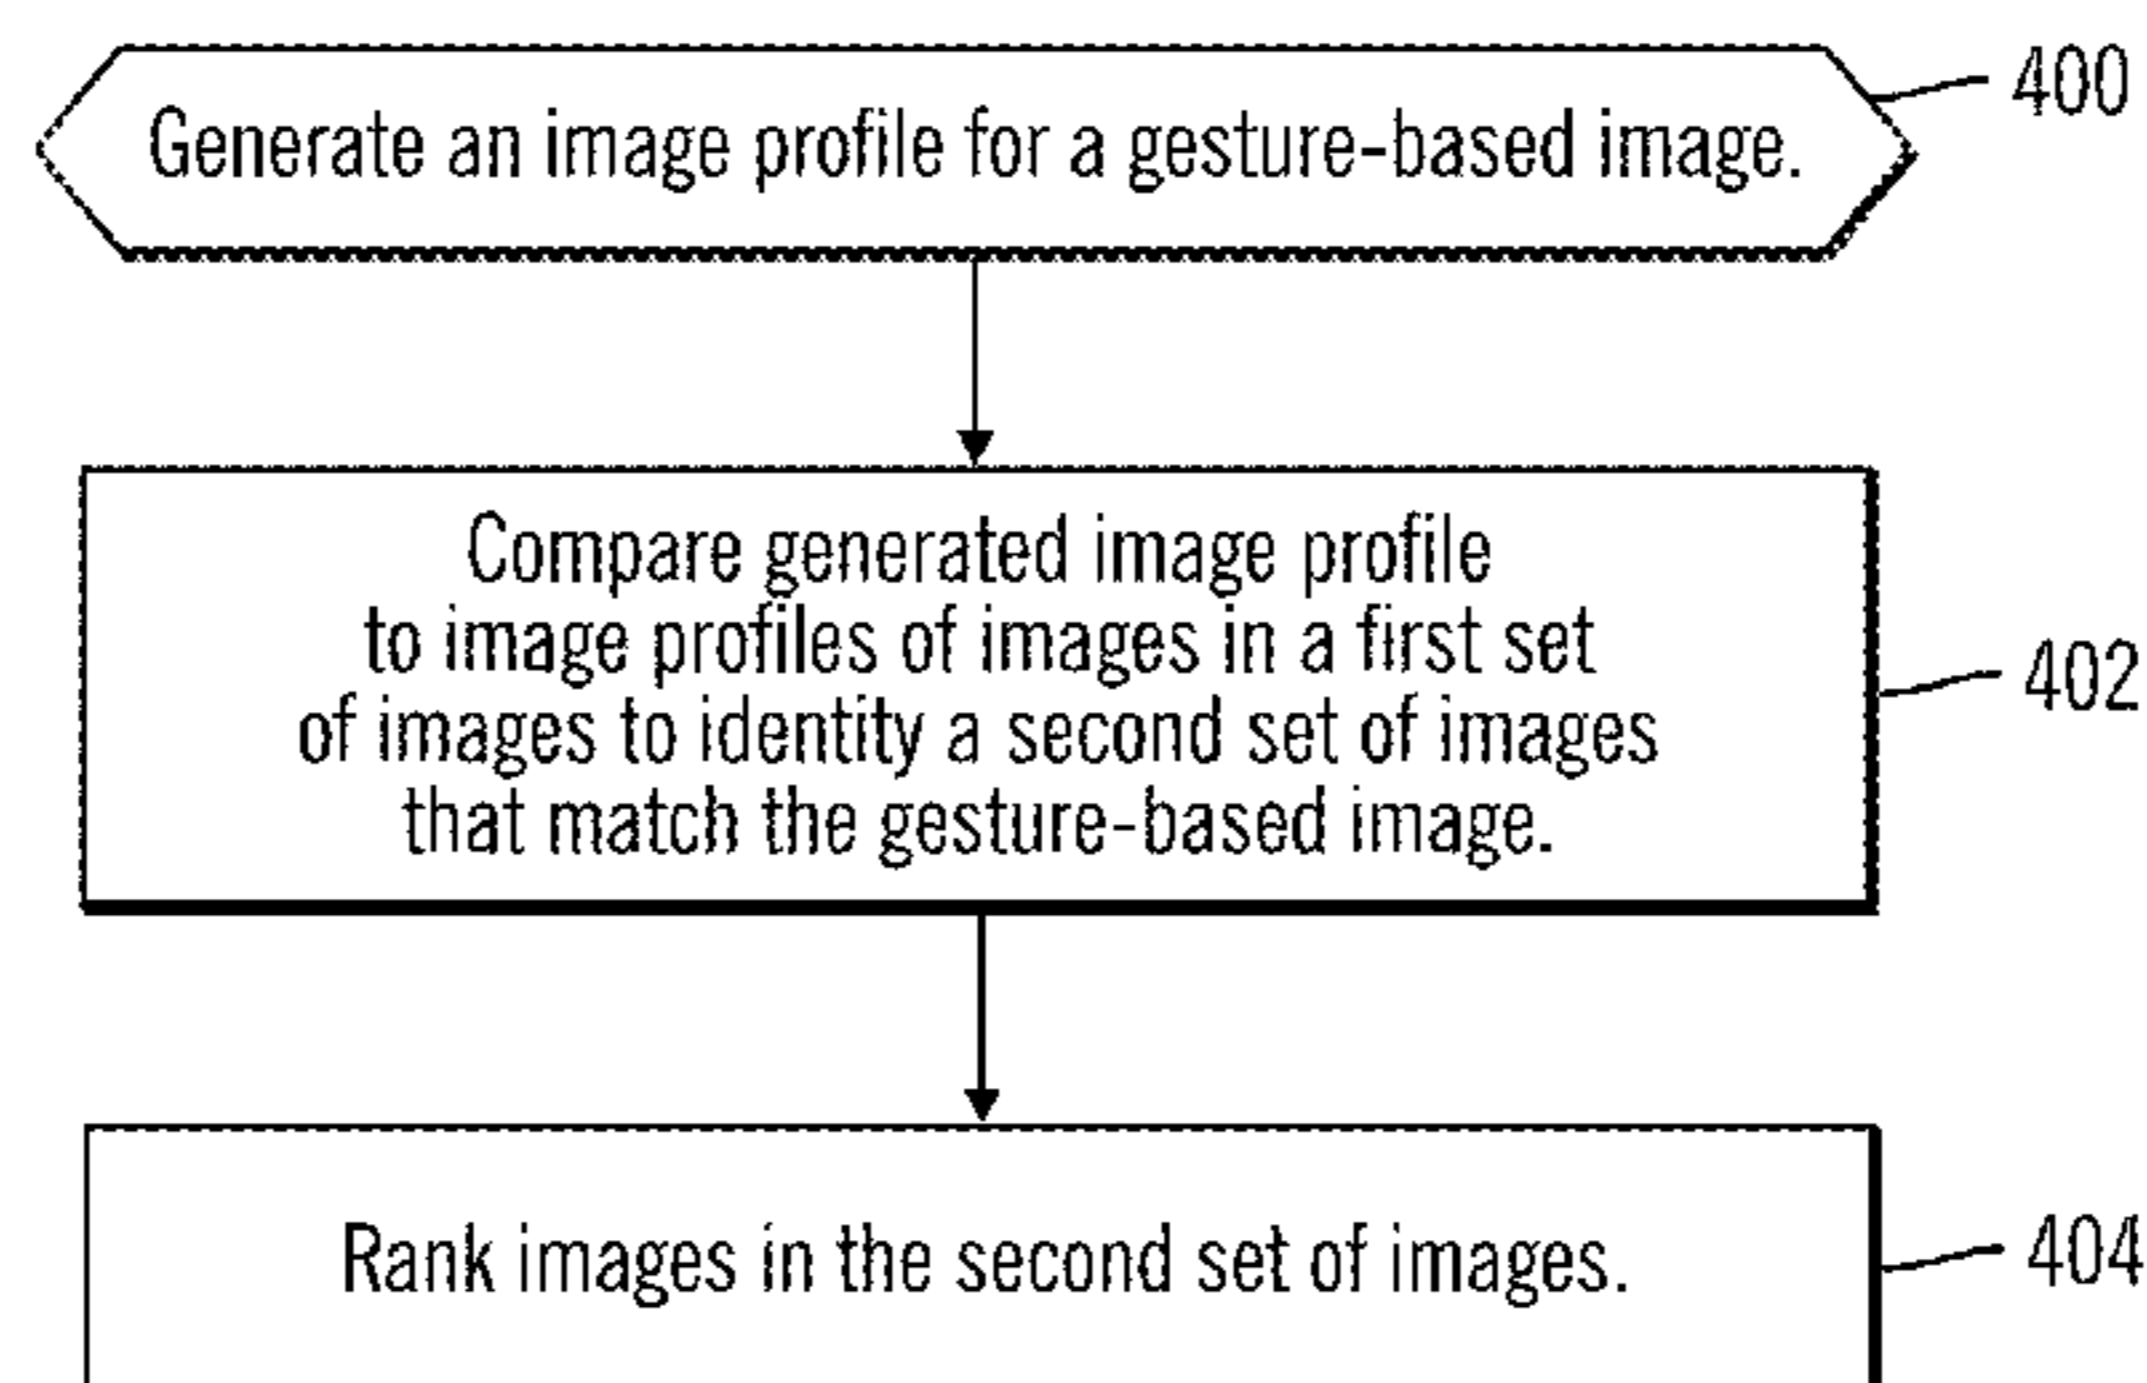 Generate an image profile for a gesture-based image.
400
Compare generated image profile
to image profiles of images in a first set
of images to identity a second set of images
that match the gesture-based image.
402
Rank images in the second set of images.
404